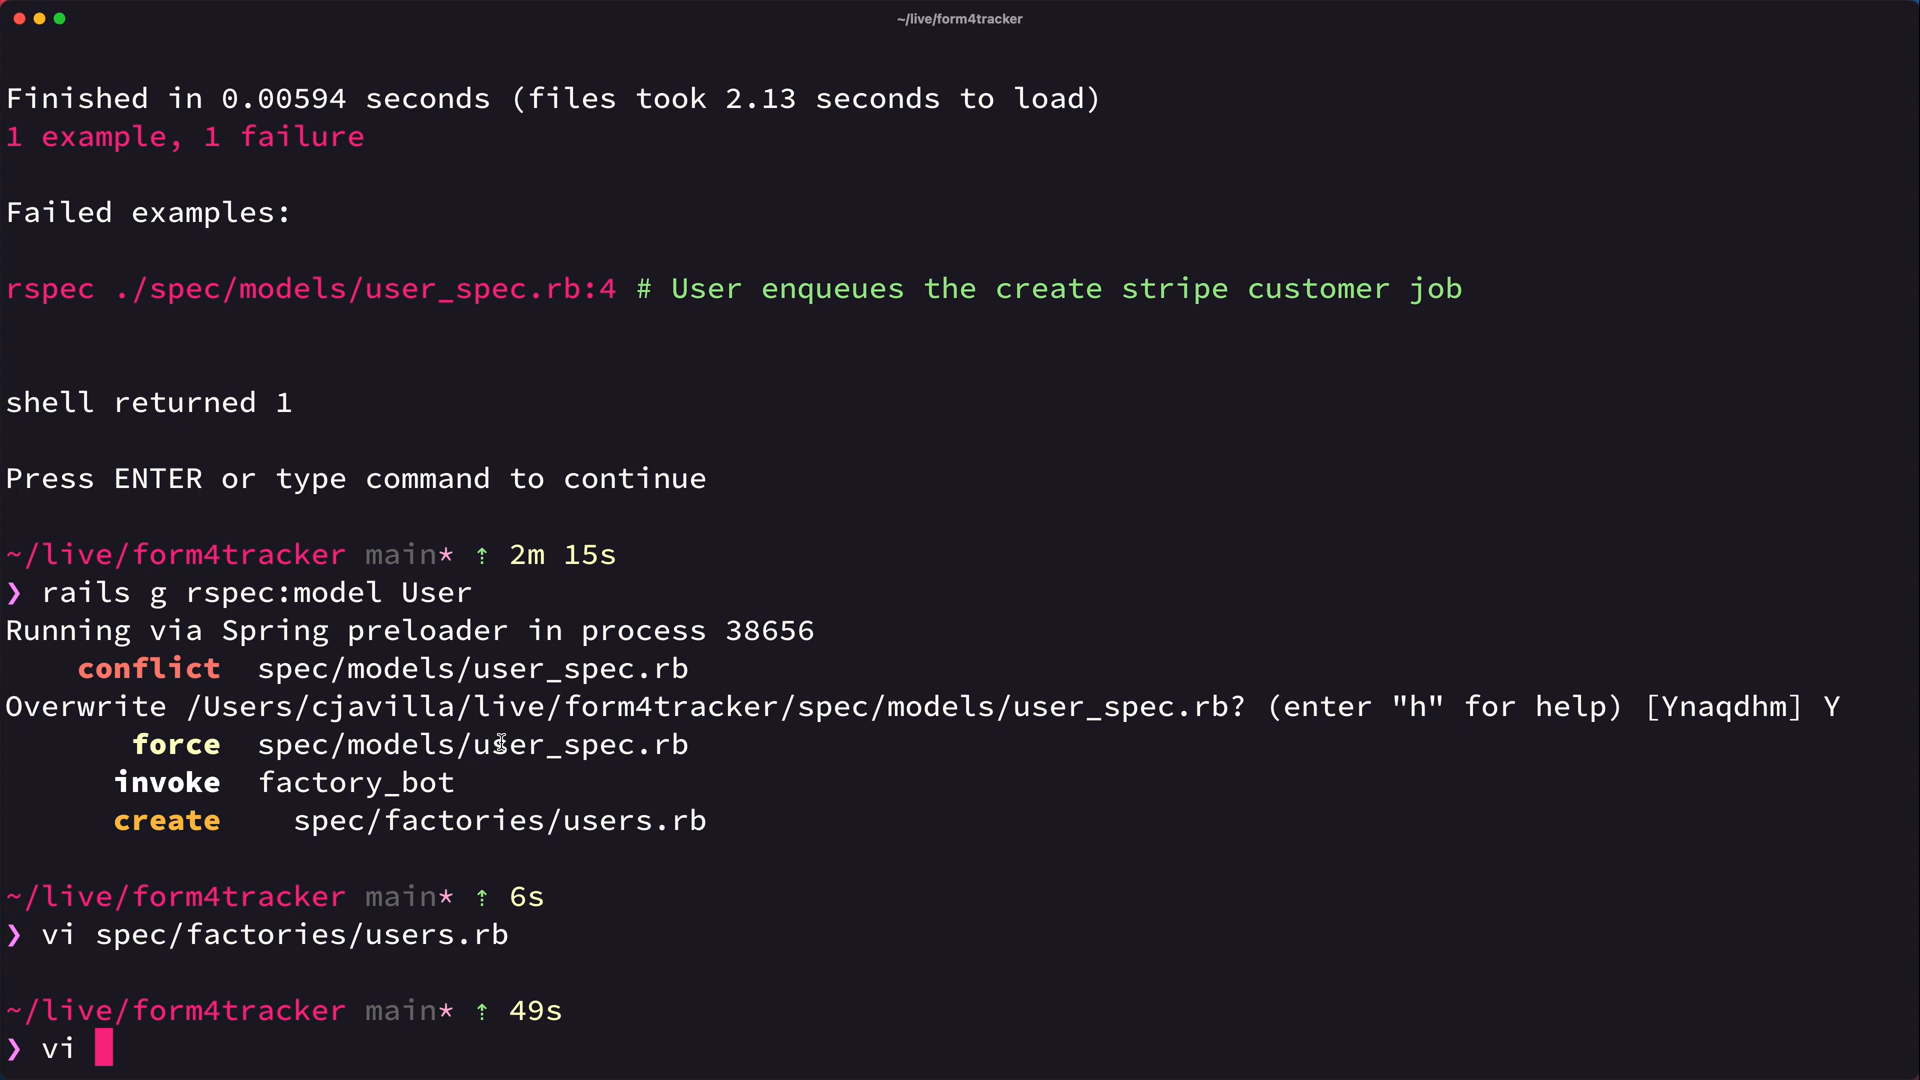 ~/live/form4tracker
Finished in 0.00594 seconds (files took 2.13 seconds to load)
1 example, 1 failure
Failed examples:
rspec ./spec/models/user_spec.rb:4 # User enqueues the create stripe customer job
shell returned 1
Press ENTER or type command to continue
~/live/form4tracker main* ⇡ 2m 15s
❯ rails g rspec:model User
Running via Spring preloader in process 38656
conflict  spec/models/user_spec.rb
Overwrite /Users/cjavilla/live/form4tracker/spec/models/user_spec.rb? (enter "h" for help) [Ynaqdhm] Y
force  spec/models/user_spec.rb
invoke  factory_bot
create    spec/factories/users.rb
~/live/form4tracker main* ⇡ 6s
❯ vi spec/factories/users.rb
~/live/form4tracker main* ⇡ 49s
❯ vi